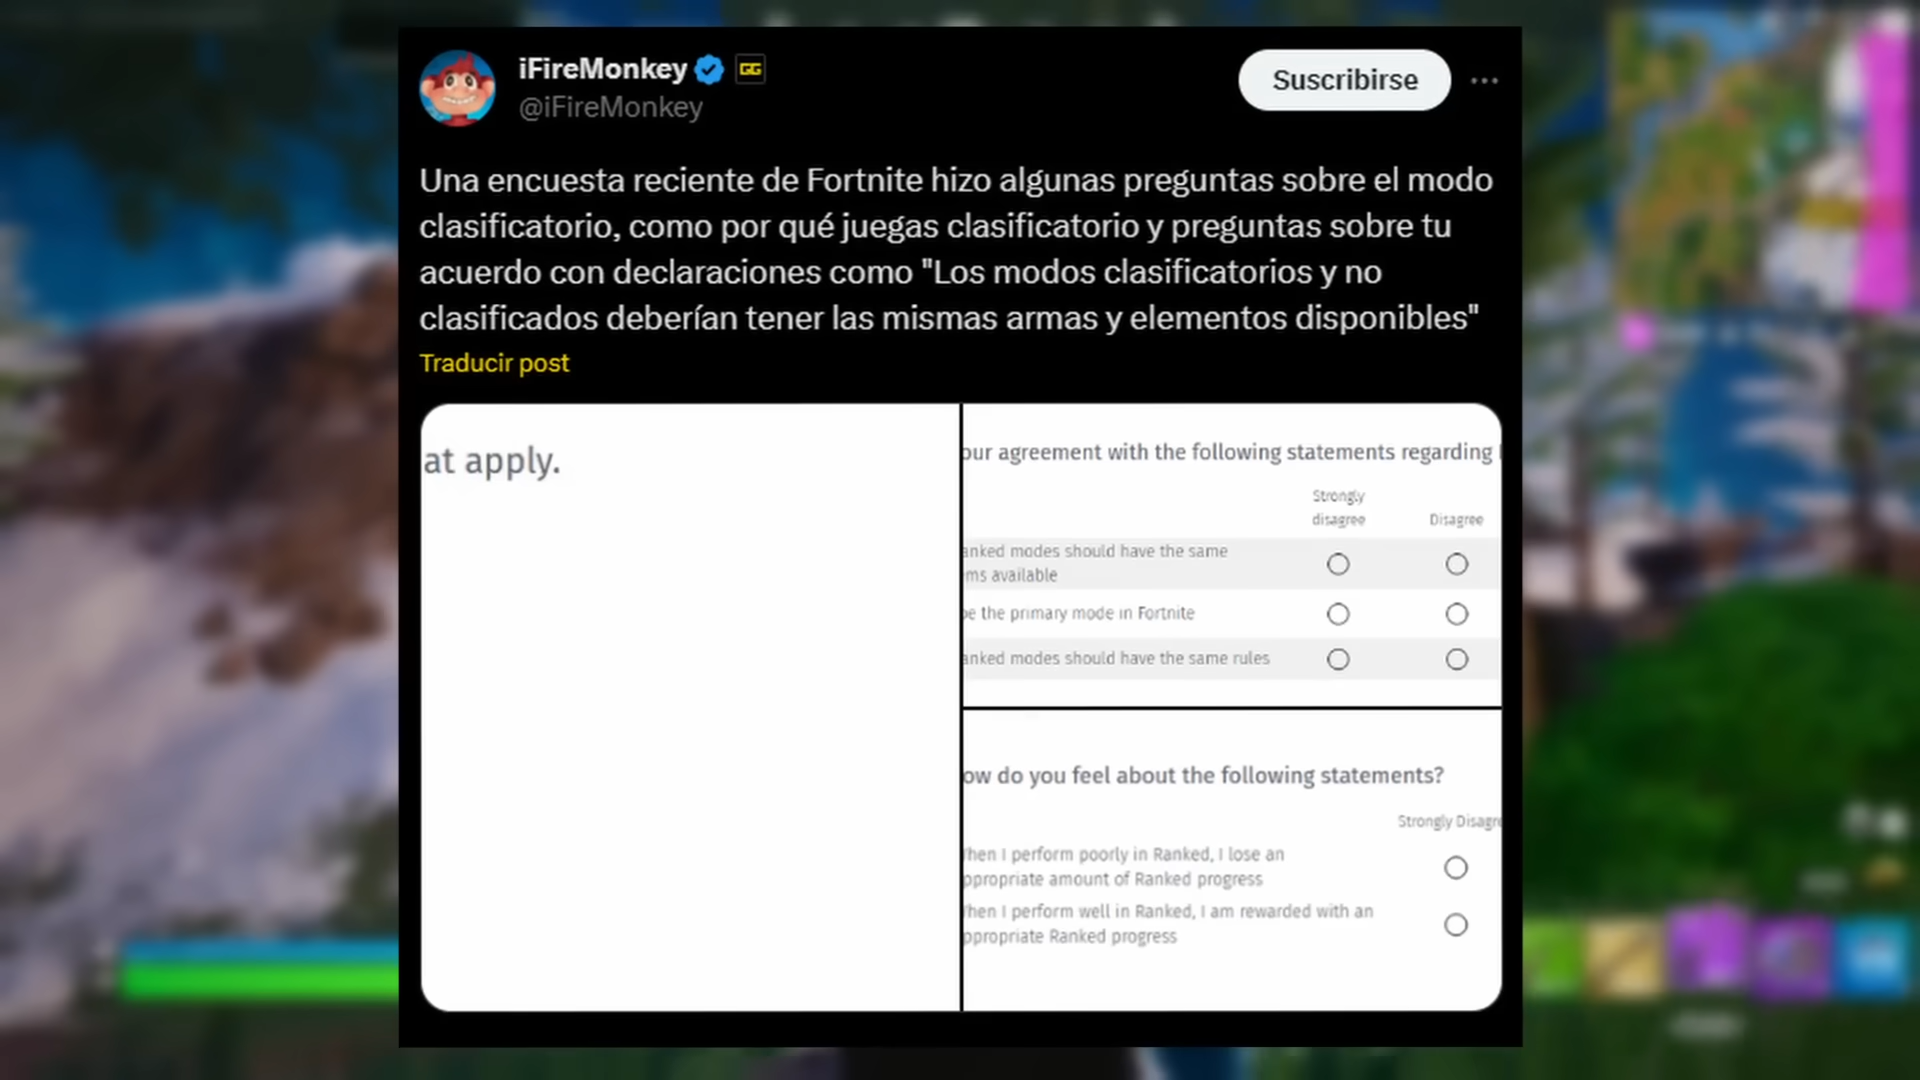 iFireMonkey
GG
@iFireMonkey
Suscribirse
Una encuesta reciente de Fortnite hizo algunas preguntas sobre el modo
clasificatorio, como por qué juegas clasificatorio y preguntas sobre tu
acuerdo con declaraciones como "Los modos clasificatorios y no
clasificados deberían tener las mismas armas y elementos disponibles"
Traducir post
at apply.
our agreement with the following statements regarding
Strongly
disagree
Disagree
anked modes should have the same
ms available
be the primary mode in Fortnite
anked modes should have the same rules
ow do you feel about the following statements?
Strongly Disagre
hen I perform poorly in Ranked, I lose an
ppropriate amount of Ranked progress
hen I perform well in Ranked, I am rewarded with an
ppropriate Ranked progress